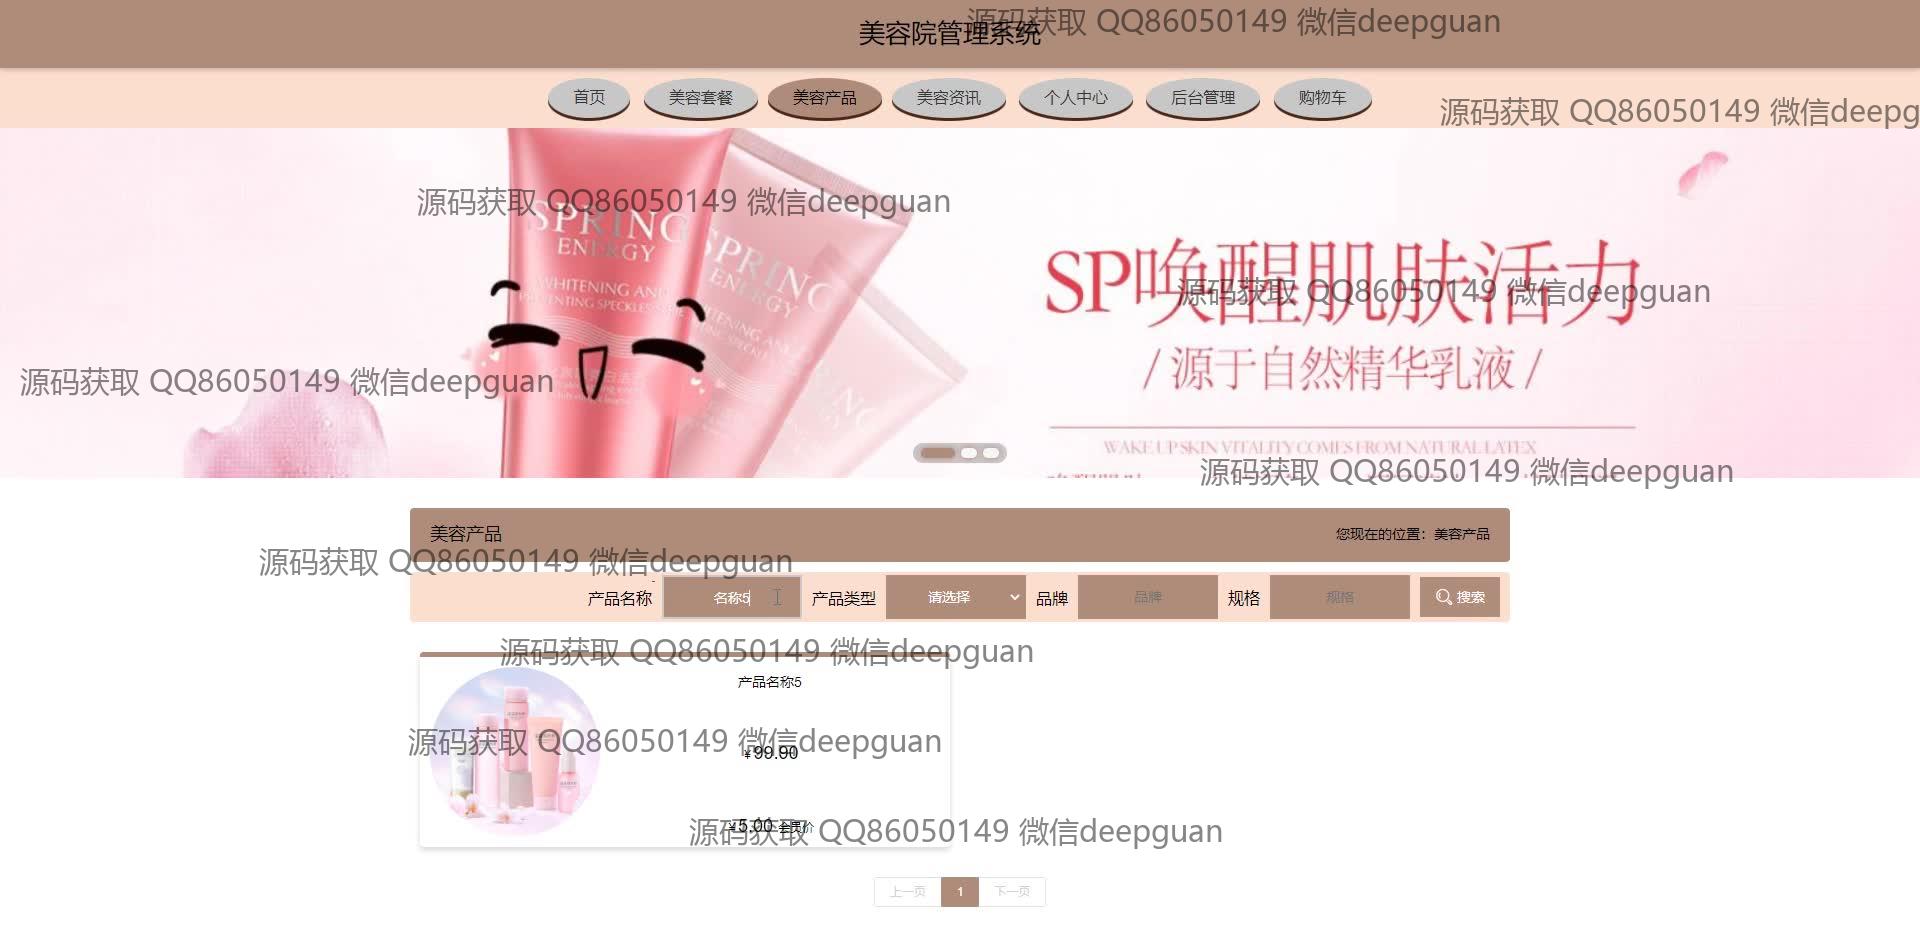 美容院管理系统
源码获取 QQ86050149 微信deepguan
首页 美容套餐 美容产品 美容资讯 个人中心 后台管理 购物车
源码获取 QQ86050149 微信deepg
源码获取 QQ86050149 微信deepguan
SPRING
ENERGY
WHITENING AND
SPRING
ENERGY
SP唤醒肌肤活力
源码获取 QQ86050149 微信deepguan
/ 源于自然精华乳液 /
源码获取 QQ86050149 微信deepguan
WAKE UP SKIN VITALITY COMES FROM NATURAL LATEX
源码获取 QQ86050149 微信deepguan
美容产品
您现在的位置：美容产品
源码获取 QQ86050149 微信deepguan
产品名称 名称5 产品类型 请选择 品牌 品牌 规格 规格 搜索
源码获取 QQ86050149 微信deepguan
产品名称5
源码获取 QQ86050149 微信deepguan
¥99.90
¥5.00 会员价
源码获取 QQ86050149 微信deepguan
上一页 1 下一页